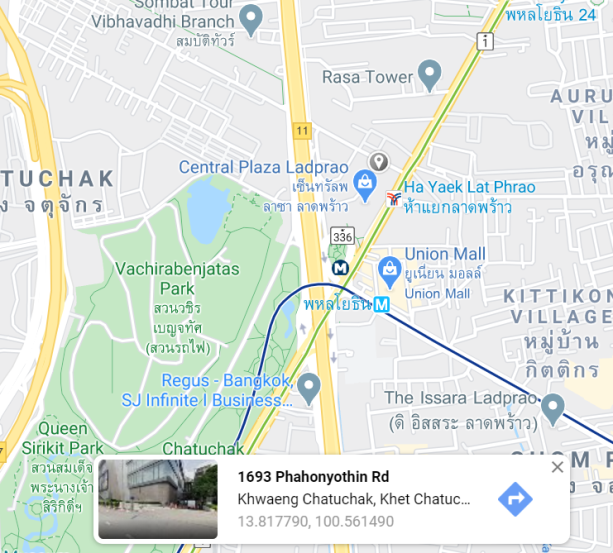 Sombat Tour
Vibhavadhi Branch
สมบัติทัวร์
พหลโยธิน 24
1
Rasa Tower
AURU
VIL
หมู่
อรุณ
11
TUCHAK
ง จตุจักร
Central Plaza Ladprao
เซ็นทรัลพ
ลาซา ลาดพร้าว
Ha Yaek Lat Phrao
ห้าแยกลาดพร้าว
336
M
Union Mall
ยูเนี่ยน มอลล์
Union Mall
พหลโยธิน
M
Vachirabenjatas
Park
สวนวชิร
เบญจทัศ
(สวนรถไฟ)
KITTIKON
VILLAGE
หมู่บ้าน
กิตติกร
Regus - Bangkok,
SJ Infinite I Business...
The Issara Ladprao
(ดิ อิสสระ ลาดพร้าว)
Queen
Sirikit Park
สวนสมเด็จ
พระนางเจ้า
สิริกิติ์ฯ
Chatuchak
7
1693 Phahonyothin Rd
Khwaeng Chatuchak, Khet Chatuc...
13.817790, 100.561490